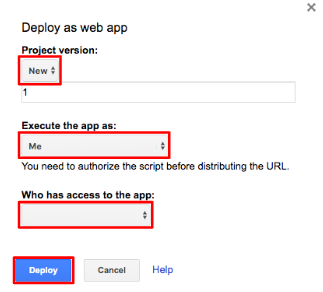 Deploy as web app
Project version:
New
1
Execute the app as:
Me
You need to authorize the script before distributing the URL.
Who has access to the app:
Deploy Cancel Help